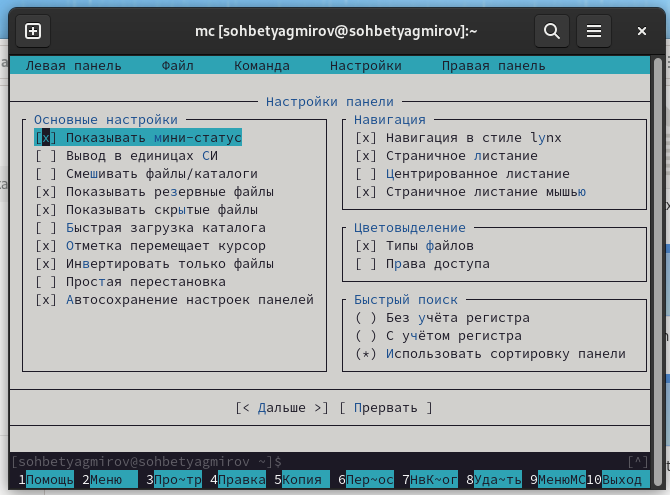 mc [sohbetyagmirov@sohbetyagmirov]:~
Левая панель Файл Команда Настройки Правая панель
Настройки панели
Основные настройки
[x] Показывать мини-статус
[ ] Вывод в единицах СИ
[ ] Смешивать файлы/каталоги
[x] Показывать резервные файлы
[x] Показывать скрытые файлы
[ ] Быстрая загрузка каталога
[x] Отметка перемещает курсор
[x] Инвертировать только файлы
[ ] Простая перестановка
[x] Автосохранение настроек панелей
Навигация
[x] Навигация в стиле lynx
[x] Страничное листание
[ ] Центрированное листание
[x] Страничное листание мышью
Цветовыделение
[x] Типы файлов
[ ] Права доступа
Быстрый поиск
( ) Без учёта регистра
( ) С учётом регистра
(*) Использовать сортировку панели
[< Дальше >] [ Прервать ]
[sohbetyagmirov@sohbetyagmirov ~]$ [^]
1Помощь 2Меню 3Про~тр 4Правка 5Копия 6Пер~ос 7НвК~ог 8Уда~ть 9МенюMC 10Выход